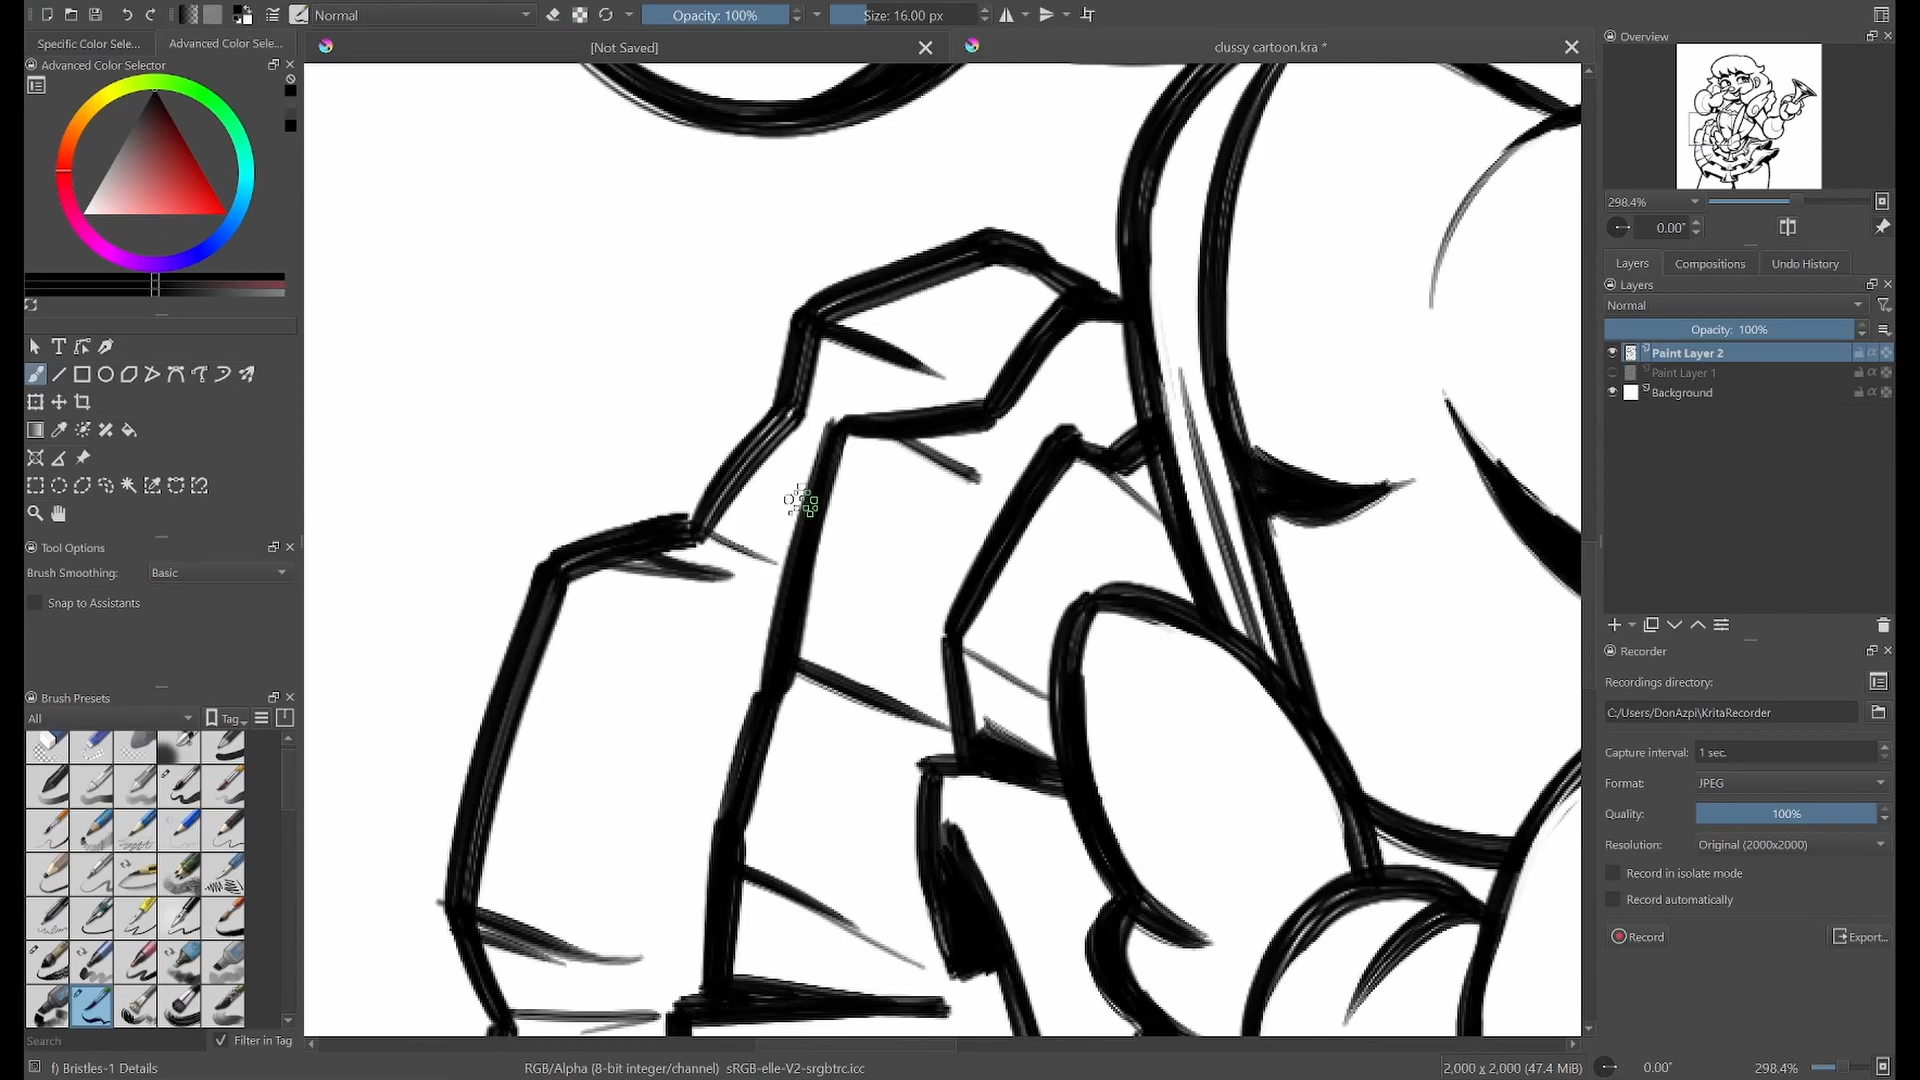 Normal
Opacity: 100%
Size: 16.00 px
Specific Color Sele...
Advanced Color Sele...
[Not Saved]
clussy cartoon.kra *
Overview
Advanced Color Selector
298.4%
0.00°
Layers
Compositions
Undo History
Layers
Normal
Opacity: 100%
Paint Layer 2
Paint Layer 1
Background
Tool Options
Brush Smoothing:
Basic
Snap to Assistants
Recorder
Recordings directory:
C:/Users/DonAzpi\KritaRecorder
Brush Presets
All
Tag
Capture interval:
1 sec.
Format:
JPEG
Quality:
100%
Resolution:
Original (2000x2000)
Record in isolate mode
Record automatically
Record
Export...
Search
Filter in Tag
f) Bristles-1 Details
RGB/Alpha (8-bit integer/channel) sRGB-elle-V2-srgbtrc.icc
2,000 x 2,000 (47.4 MiB)
0.00°
298.4%